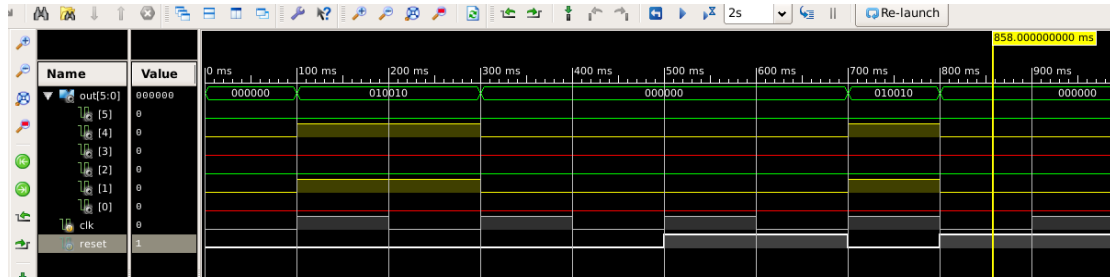 2s Re-launch
858.000000000 ms
Name Value 0 ms 100 ms 200 ms 300 ms 400 ms 500 ms 600 ms 700 ms 800 ms 900 ms
out[5:0] 000000 000000 010010 000000 010010 000000
[5] 0
[4] 0
[3] 0
[2] 0
[1] 0
[0] 0
clk 0
reset 1